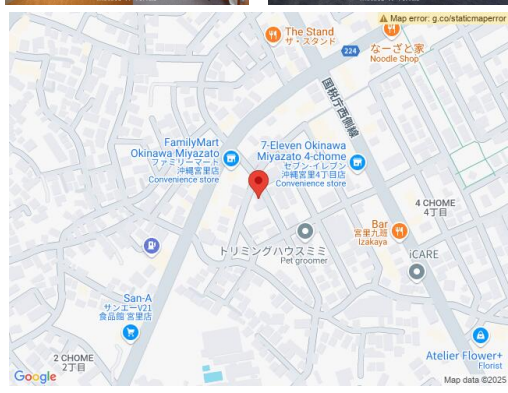 Map error: g.co/staticmaperror
The Stand
ザ・スタンド
224
なーざと家
Noodle Shop
国税庁西側線
FamilyMart
Okinawa Miyazato
ファミリーマート
沖縄宮里店
Convenience store
7-Eleven Okinawa
Miyazato 4-chome
セブン-イレブン
沖縄宮里4丁目店
Convenience store
4 CHOME
4丁目
Bar
宮里九班
Izakaya
トリミングハウスミミ
Pet groomer
iCARE
San-A
サンエーV21
食品館 宮里店
Atelier Flower+
Florist
2 CHOME
2丁目
Google
Map data ©2025